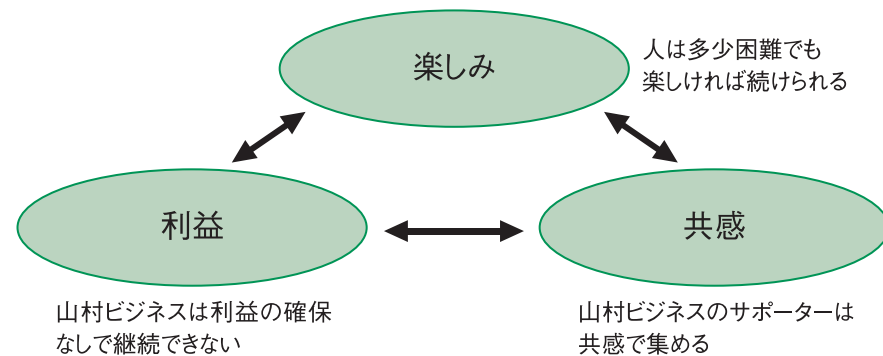 楽しみ
人は多少困難でも
楽しければ続けられる
利益
共感
山村ビジネスは利益の確保
なしで継続できない
山村ビジネスのサポーターは
共感で集める